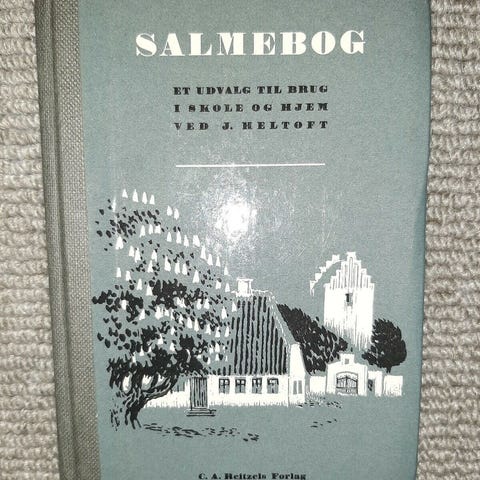 SALMEBOG
ET UDVALG TIL BRUG
I SKOLE OG HJEM
VED J. HELTOFT
C. A. Reitzels Forlag